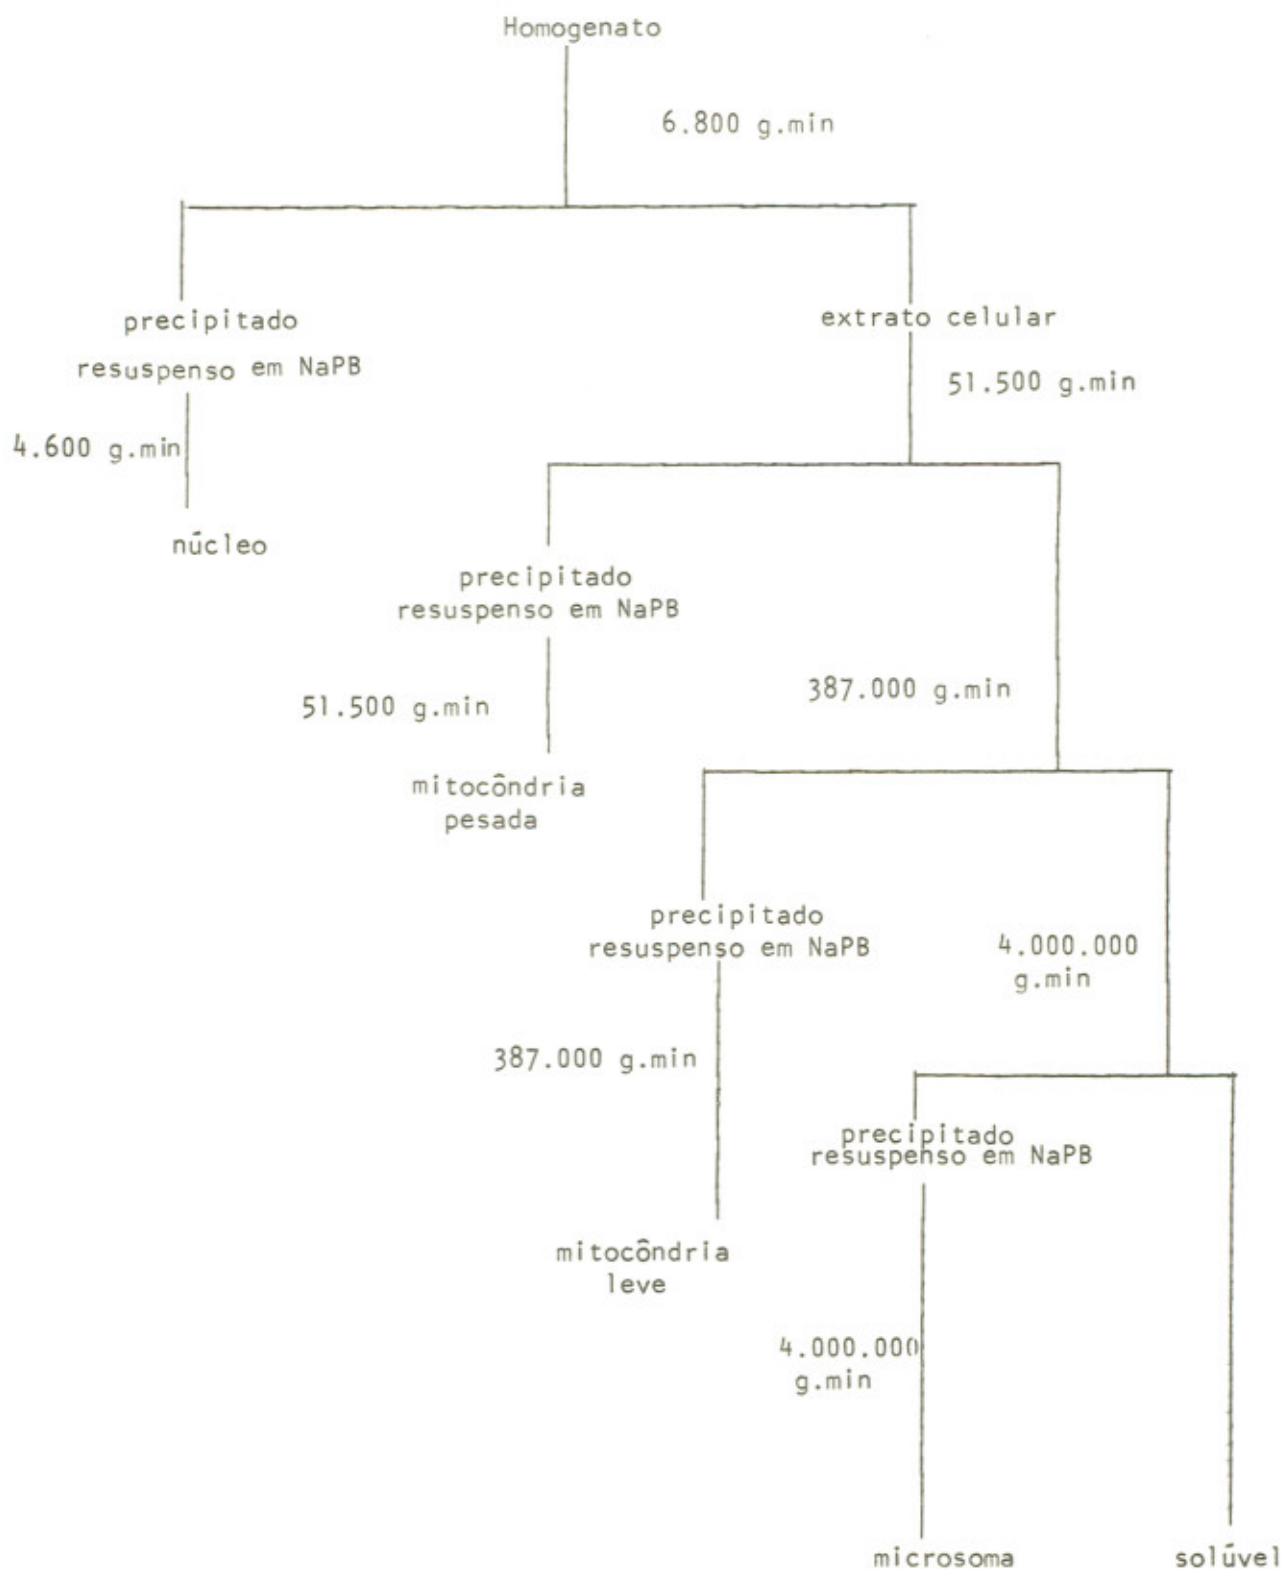 Homogenato
6.800 g.min
precipitado
resuspenso em NaPB
extrato celular
51.500 g.min
4.600 g.min
núcleo
precipitado
resuspenso em NaPB
51.500 g.min
387.000 g.min
mitocôndria
pesada
precipitado
resuspenso em NaPB
4.000.000
g.min
387.000 g.min
precipitado
resuspenso em NaPB
mitocôndria
leve
4.000.000
g.min
microsoma
solúvel